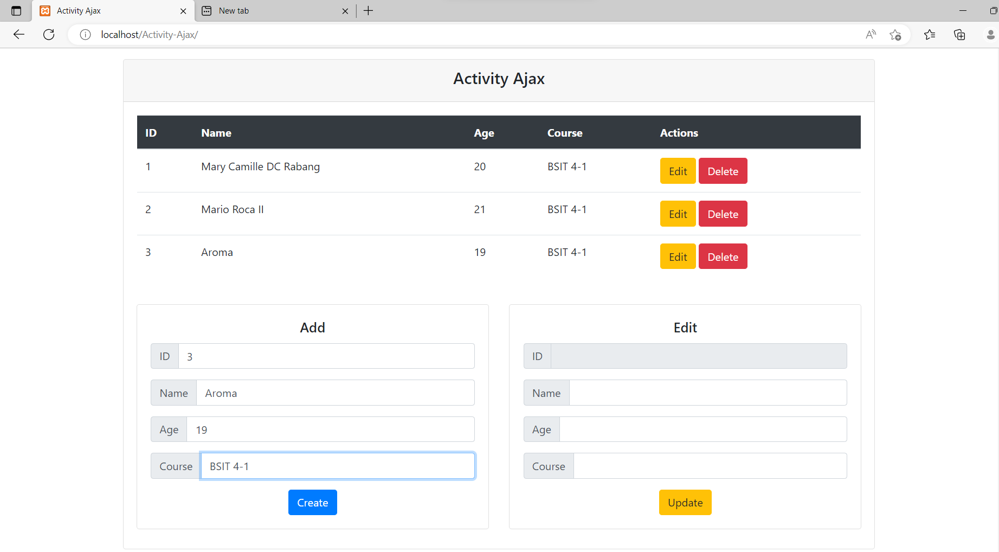 Activity Ajax
New tab
localhost/Activity-Ajax/
Activity Ajax
ID Name Age Course Actions
1 Mary Camille DC Rabang 20 BSIT 4-1 Edit Delete
2 Mario Roca II 21 BSIT 4-1 Edit Delete
3 Aroma 19 BSIT 4-1 Edit Delete
Add
ID 3
Name Aroma
Age 19
Course BSIT 4-1
Create
Edit
ID
Name
Age
Course
Update